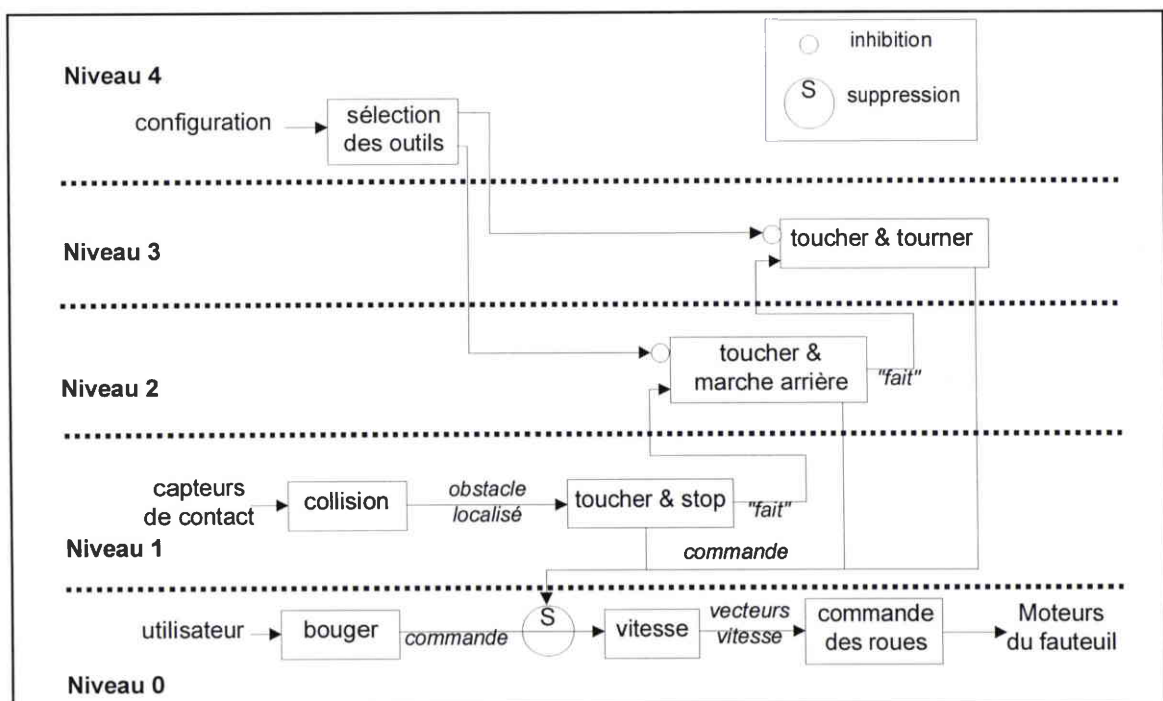 inhibition
S
suppression
Niveau 4
configuration
sélection
des outils
Niveau 3
toucher & tourner
Niveau 2
toucher &
marche arrière
"fait"
capteurs
de contact
collision
obstacle
localisé
toucher & stop
"fait"
Niveau 1
commande
utilisateur
bouger
commande
S
vitesse
vecteurs
vitesse
commande
des roues
Moteurs
du fauteuil
Niveau 0